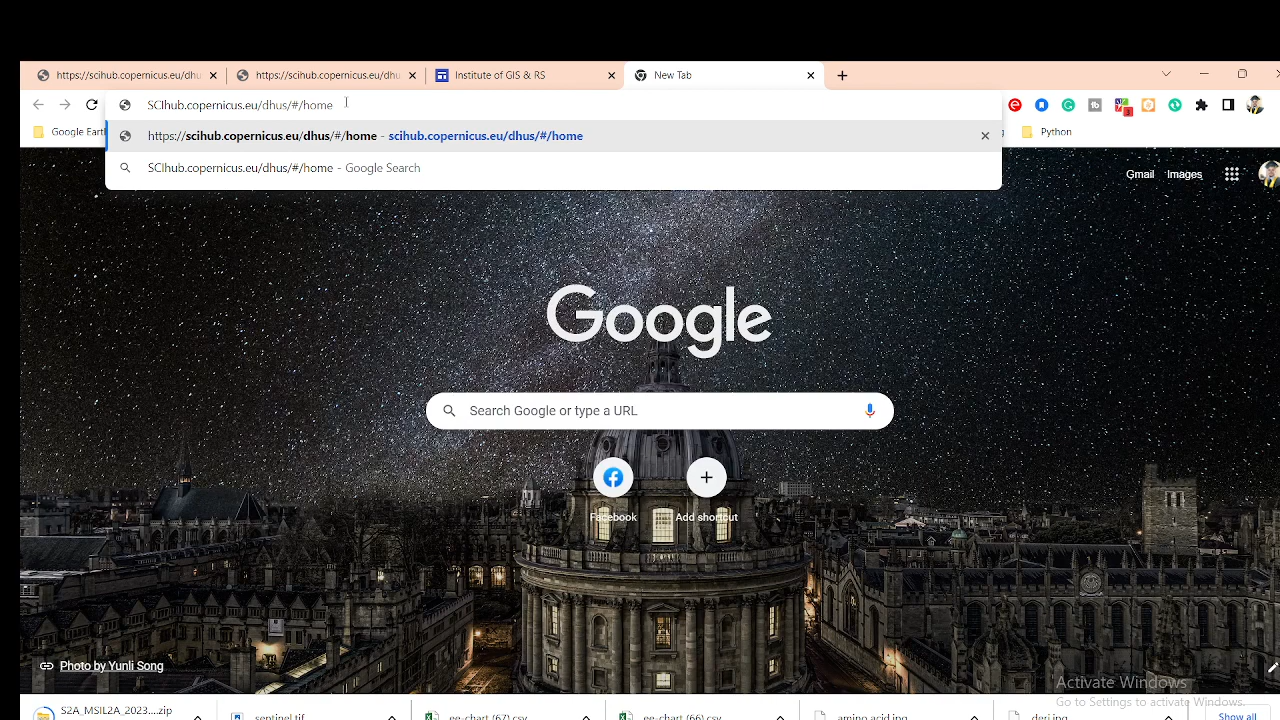 https://scihub.copernicus.eu/dhu
https://scihub.copernicus.eu/dhu
Institute of GIS & RS
New Tab
SCIhub.copernicus.eu/dhus/#/home
Google Earth
https://scihub.copernicus.eu/dhus/#/home - scihub.copernicus.eu/dhus/#/home
SCIhub.copernicus.eu/dhus/#/home - Google Search
3
Python
Gmail
Images
Google
Search Google or type a URL
Facebook
Add shortcut
Photo by Yunli Song
Activate Windows
Go to Settings to activate Windows.
S2A_MSIL2A_2023....zip
sentinel.tif
ee-chart (67).csv
ee-chart (66).csv
amino acid.jpg
Show all